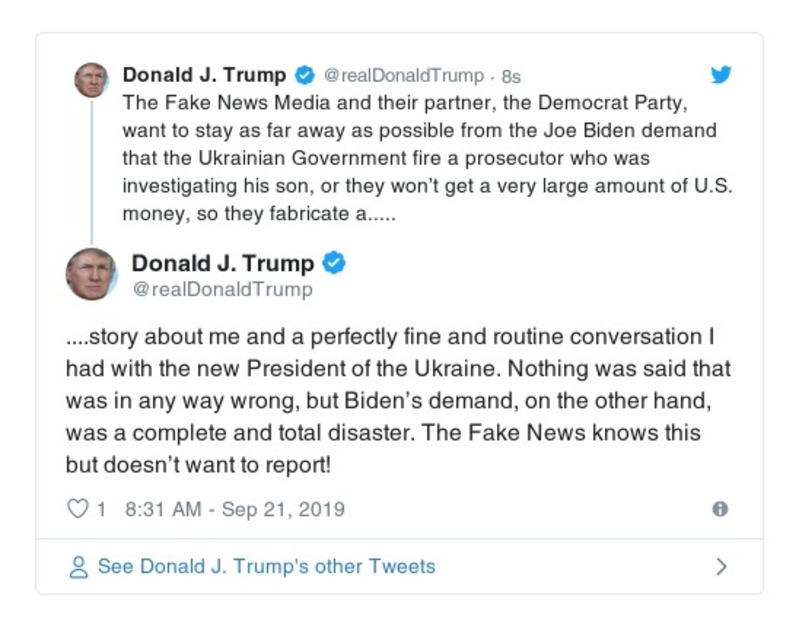 Donald J. Trump @realDonaldTrump · 8s
The Fake News Media and their partner, the Democrat Party,
want to stay as far away as possible from the Joe Biden demand
that the Ukrainian Government fire a prosecutor who was
investigating his son, or they won’t get a very large amount of U.S.
money, so they fabricate a.....
Donald J. Trump
@realDonaldTrump
....story about me and a perfectly fine and routine conversation I
had with the new President of the Ukraine. Nothing was said that
was in any way wrong, but Biden’s demand, on the other hand,
was a complete and total disaster. The Fake News knows this
but doesn’t want to report!
1 8:31 AM - Sep 21, 2019
See Donald J. Trump's other Tweets